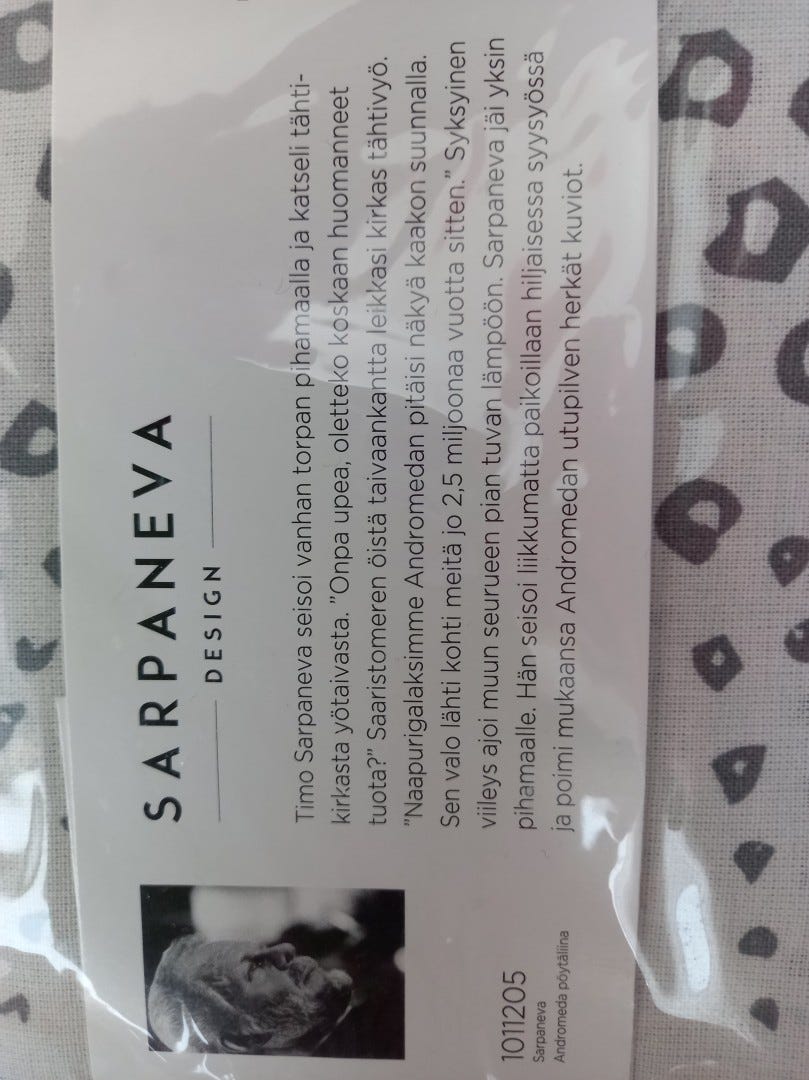 SARPANEVA
DESIGN
Timo Sarpaneva seisoi vanhan torpan pihamaalla ja katseli tähti-
kirkasta yötaivasta. ”Onpa upea, oletteko koskaan huomanneet
tuota?” Saaristomeren öistä taivaankantta leikkasi kirkas tähtivyö.
”Naapurigalaksimme Andromedan pitäisi näkyä kaakon suunnalla.
Sen valo lähti kohti meitä jo 2,5 miljoonaa vuotta sitten.” Syksyinen
viileys ajoi muun seurueen pian tuvan lämpöön. Sarpaneva jäi yksin
pihamaalle. Hän seisoi liikkumatta paikoillaan hiljaisessa syysyössä
ja poimi mukaansa Andromedan utupilven herkät kuviot.
1011205
Sarpaneva
Andromeda pöytäliina